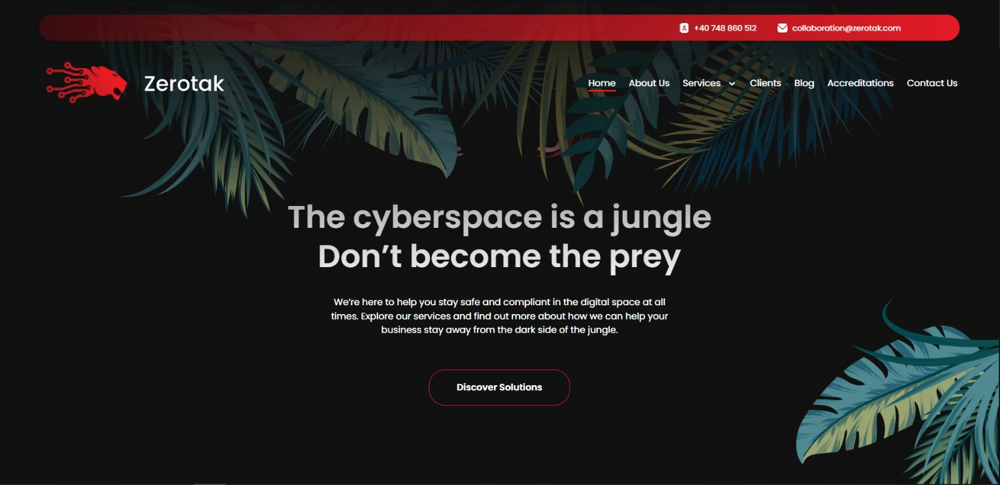 +40 748 860 512 collaboration@zerotak.com
Zerotak
Home About Us Services Clients Blog Accreditations Contact Us
The cyberspace is a jungle
Don’t become the prey
We’re here to help you stay safe and compliant in the digital space at all
times. Explore our services and find out more about how we can help your
business stay away from the dark side of the jungle.
Discover Solutions